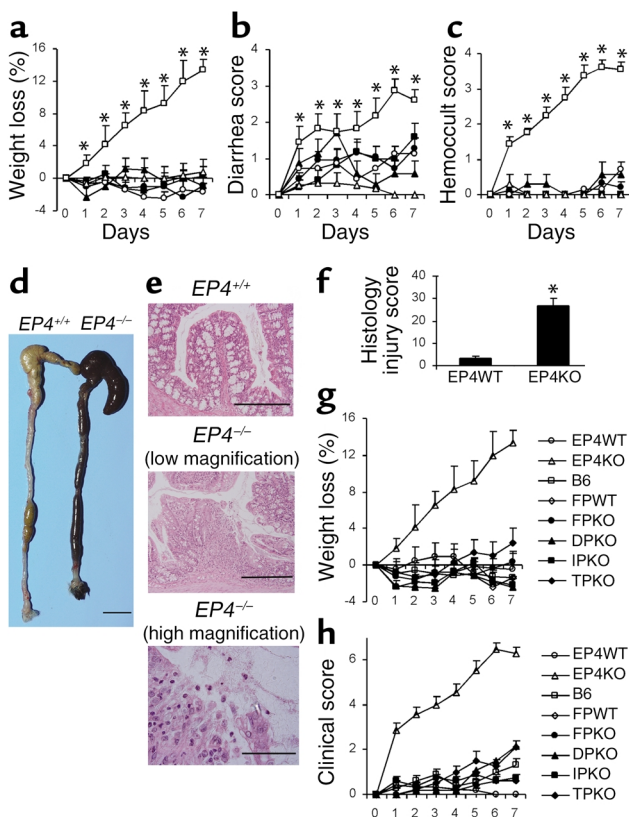 a
Weight loss (%)
16
12
8
4
0
-4
* * * * * * *
0 1 2 3 4 5 6 7
Days
b
Diarrhea score
4
3
2
1
0
* * * * * * *
0 1 2 3 4 5 6 7
Days
c
Hemoccult score
4
3
2
1
0
* * * * * * *
0 1 2 3 4 5 6 7
Days
d
EP4+/+ EP4–/–
e
EP4+/+
EP4–/–
(low magnification)
EP4–/–
(high magnification)
f
Histology
injury score
40
30
20
10
0
*
EP4WT EP4KO
g
Weight loss (%)
16
12
8
4
0
-4
0 1 2 3 4 5 6 7
EP4WT
EP4KO
B6
FPWT
FPKO
DPKO
IPKO
TPKO
h
Clinical score
6
4
2
0
0 1 2 3 4 5 6 7
EP4WT
EP4KO
B6
FPWT
FPKO
DPKO
IPKO
TPKO